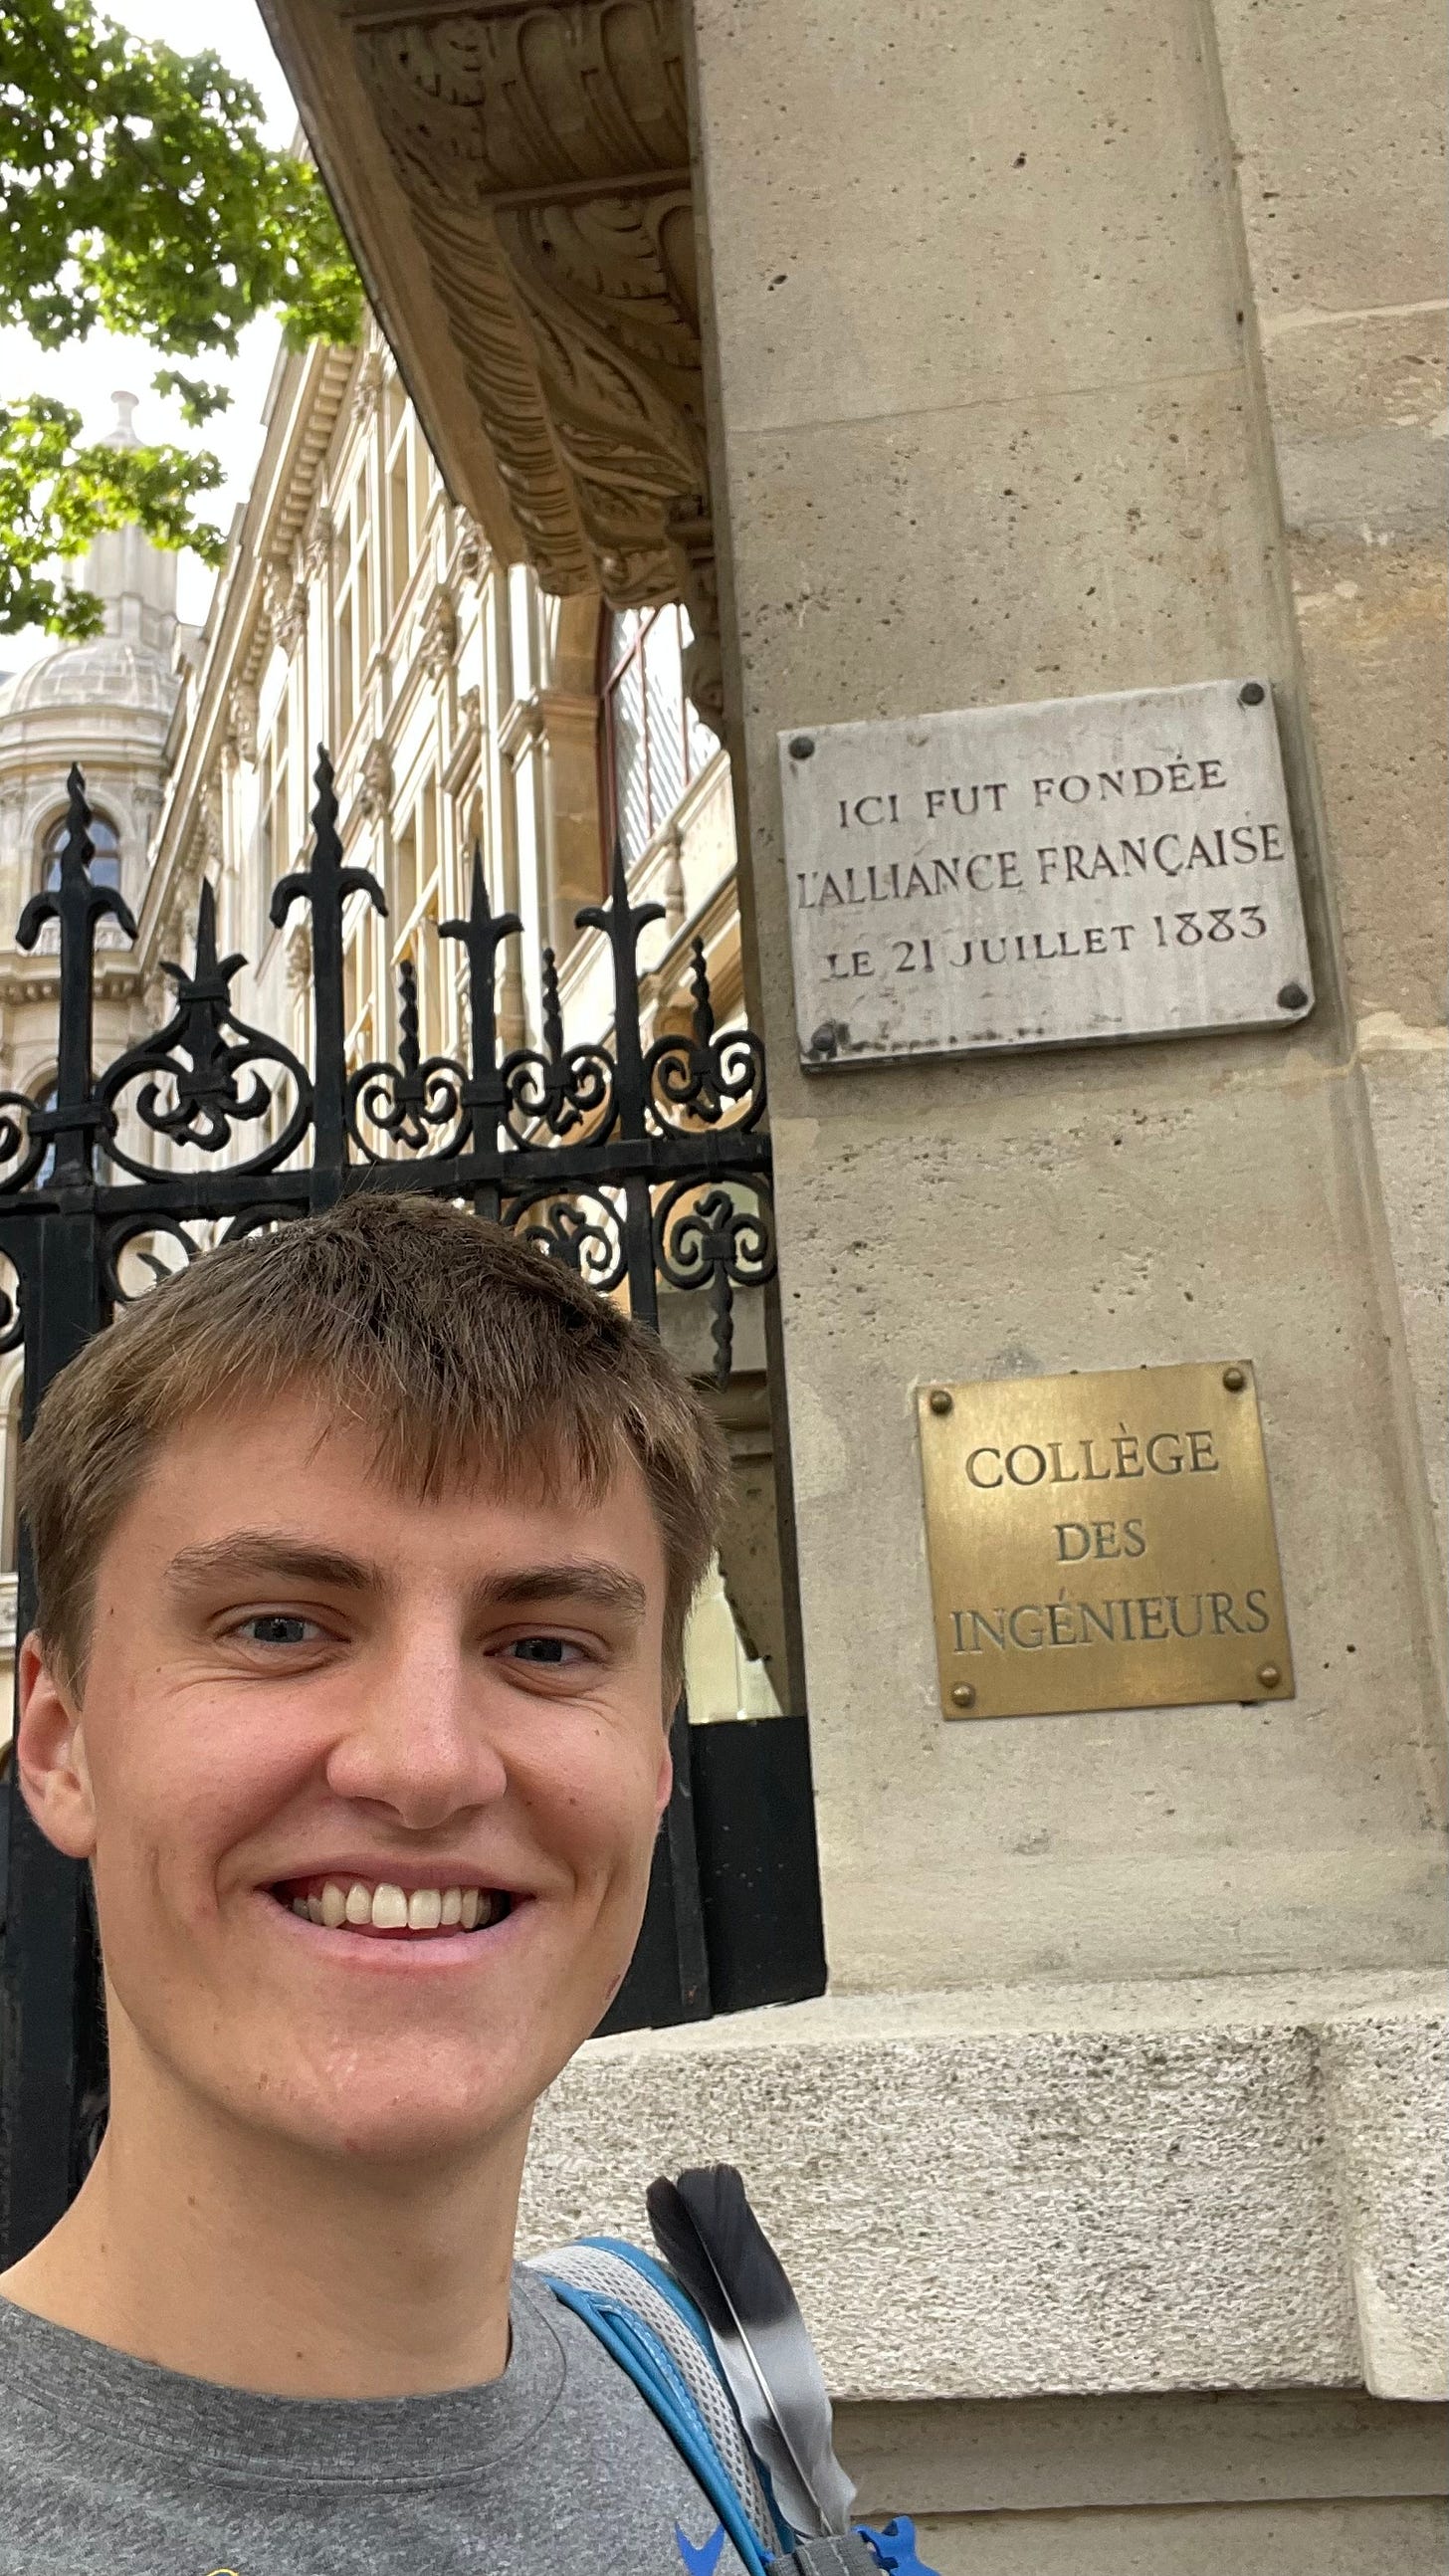 ICI FUT FONDÉE
L'ALLIANCE FRANÇAISE
LE 21 JUILLET 1883
COLLÈGE
DES
INGÉNIEURS